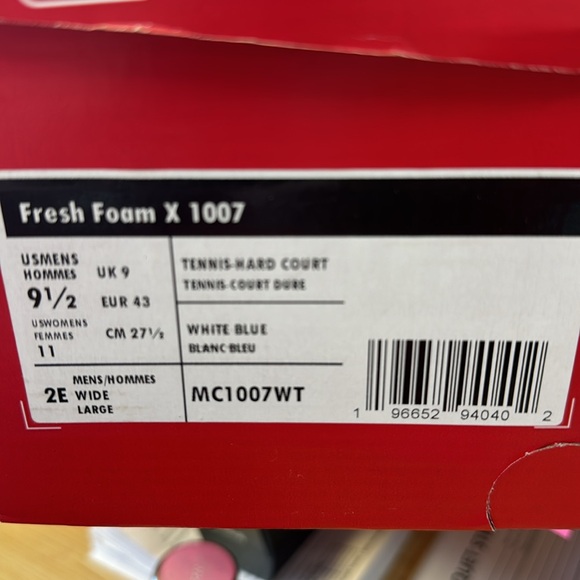 Fresh Foam X 1007
USMENS
HOMMES
9½
USWOMENS
FEMMES
11
UK 9
EUR 43
CM 27½
TENNIS-HARD COURT
TENNIS-COURT DURE
WHITE BLUE
BLANC-BLEU
2E
MENS/HOMMES
WIDE
LARGE
MC1007WT
1 96652 94040 2